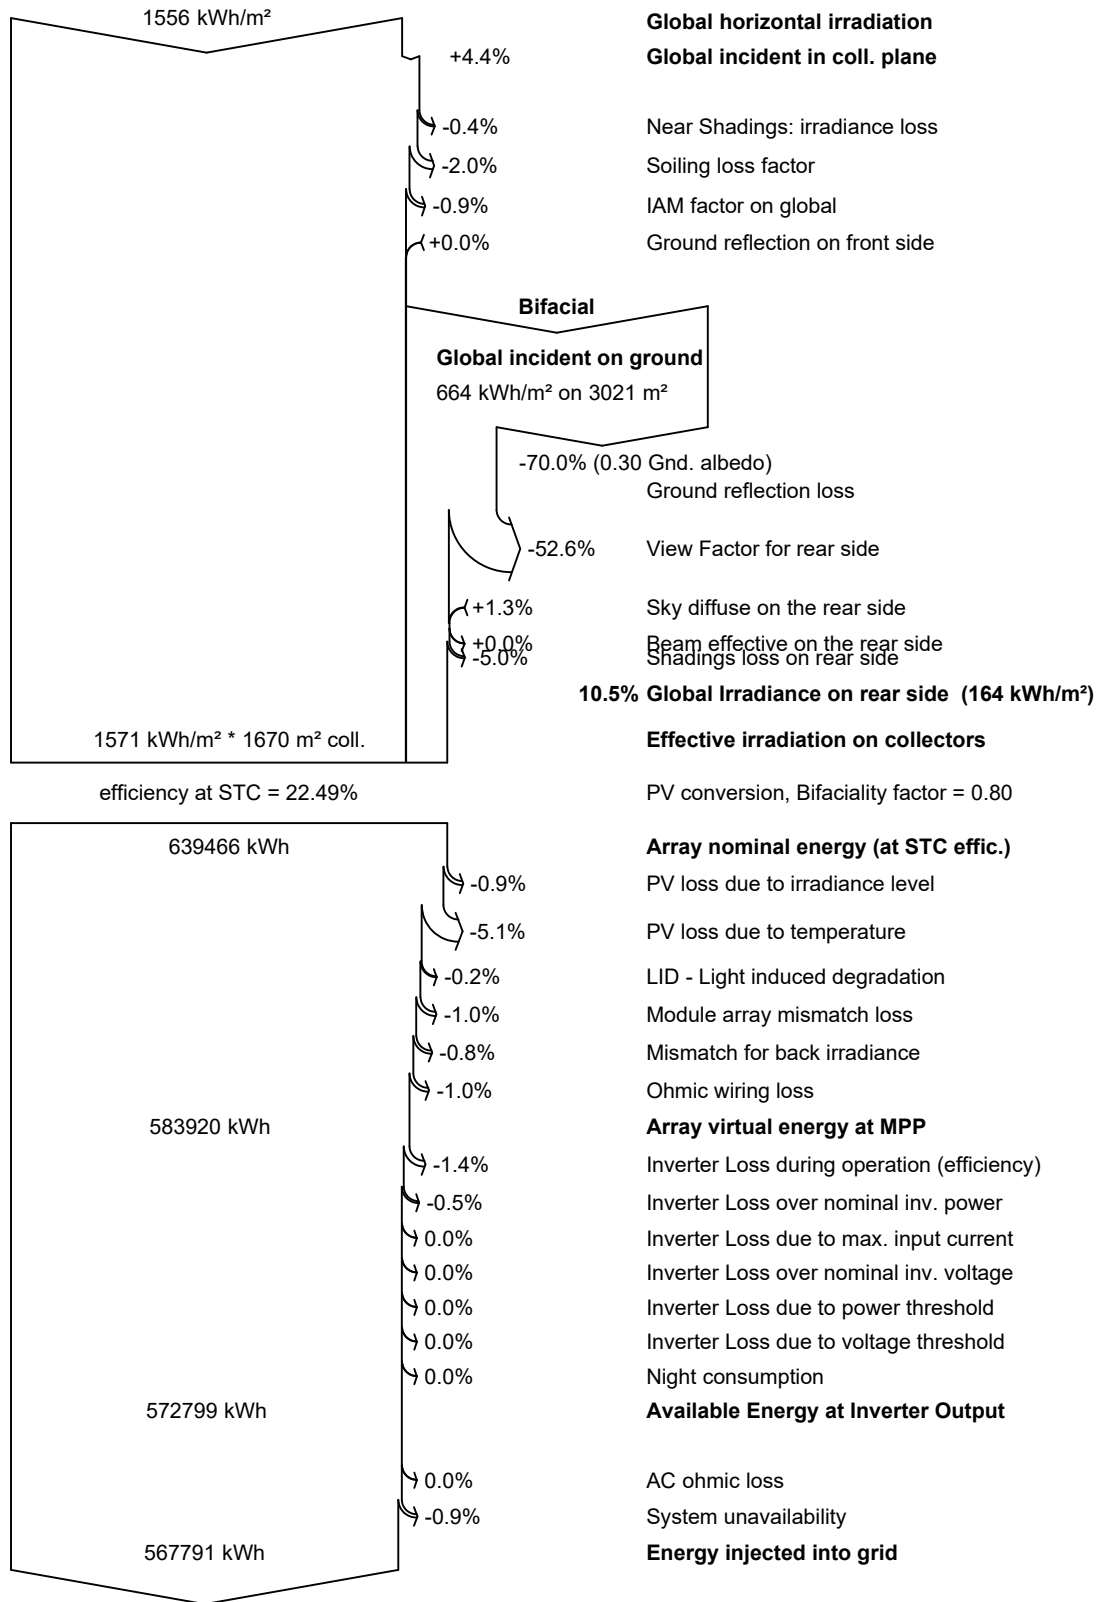 1556 kWh/m² Global horizontal irradiation
+4.4% Global incident in coll. plane
-0.4% Near Shadings: irradiance loss
-2.0% Soiling loss factor
-0.9% IAM factor on global
+0.0% Ground reflection on front side
Bifacial
Global incident on ground
664 kWh/m² on 3021 m²
-70.0% (0.30 Gnd. albedo)
Ground reflection loss
-52.6% View Factor for rear side
+1.3% Sky diffuse on the rear side
+0.0% Beam effective on the rear side
-5.0% Shadings loss on rear side
10.5% Global Irradiance on rear side (164 kWh/m²)
1571 kWh/m² * 1670 m² coll. Effective irradiation on collectors
efficiency at STC = 22.49% PV conversion, Bifaciality factor = 0.80
639466 kWh Array nominal energy (at STC effic.)
-0.9% PV loss due to irradiance level
-5.1% PV loss due to temperature
-0.2% LID - Light induced degradation
-1.0% Module array mismatch loss
-0.8% Mismatch for back irradiance
-1.0% Ohmic wiring loss
583920 kWh Array virtual energy at MPP
-1.4% Inverter Loss during operation (efficiency)
-0.5% Inverter Loss over nominal inv. power
0.0% Inverter Loss due to max. input current
0.0% Inverter Loss over nominal inv. voltage
0.0% Inverter Loss due to power threshold
0.0% Inverter Loss due to voltage threshold
0.0% Night consumption
572799 kWh Available Energy at Inverter Output
0.0% AC ohmic loss
-0.9% System unavailability
567791 kWh Energy injected into grid